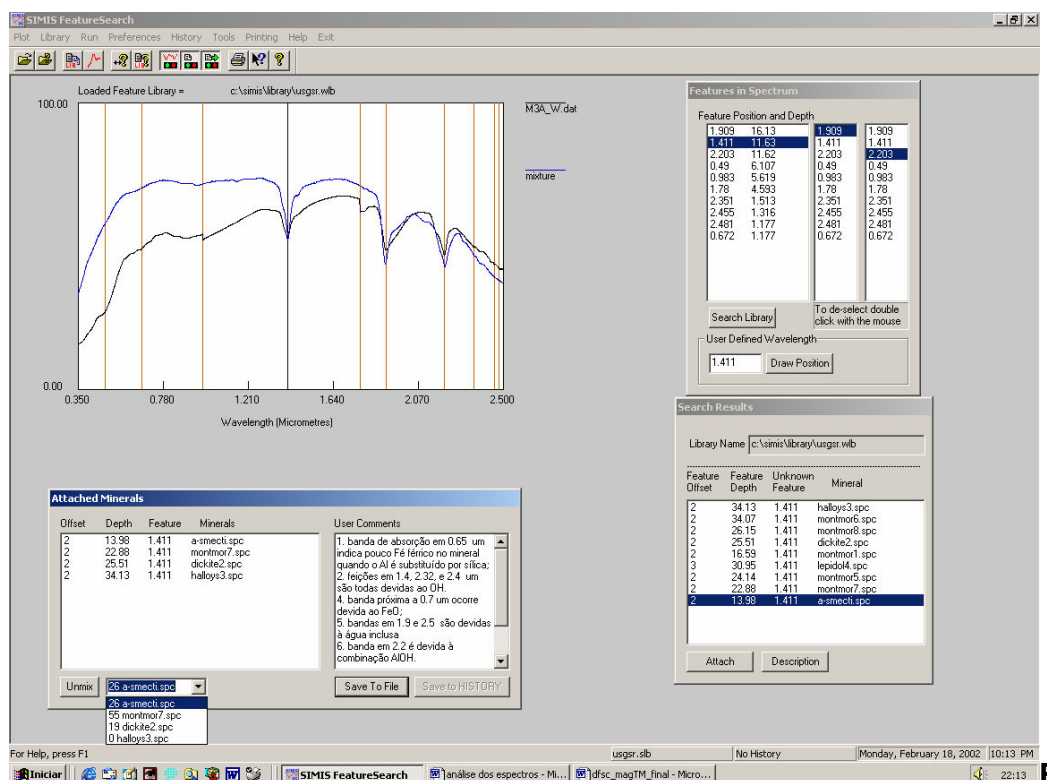 SIMIS FeatureSearch
Plot Library Run Preferences History Tools Printing Help Exit
Loaded Feature Library = c:\simis\library\usgsr.wlb
100.00
0.00
0.350 0.780 1.210 1.640 2.070 2.500
Wavelength (Micrometres)
M3A_W.dat
mixture
Features in Spectrum
Feature Position and Depth
1.909 16.13 1.909 1.909
1.411 11.63 1.411 1.411
2.203 11.62 2.203 2.203
0.49 6.107 0.49 0.49
0.983 5.619 0.983 0.983
1.78 4.593 1.78 1.78
2.351 1.513 2.351 2.351
2.455 1.316 2.455 2.455
2.481 1.177 2.481 2.481
0.672 1.177 0.672 0.672
Search Library
To de-select double
click with the mouse
User Defined Wavelength
1.411 Draw Position
Search Results
Library Name c:\simis\library\usgsr.wlb
Feature Feature Unknown Mineral
Offset Depth Feature
2 34.13 1.411 halloys3.spc
2 34.07 1.411 montmor6.spc
2 26.15 1.411 montmor8.spc
2 25.51 1.411 dickite2.spc
2 16.59 1.411 montmor1.spc
3 30.95 1.411 lepidol4.spc
2 24.14 1.411 montmor5.spc
2 22.88 1.411 montmor7.spc
2 13.98 1.411 a-smecti.spc
Attach Description
Attached Minerals
Offset Depth Feature Minerals
2 13.98 1.411 a-smecti.spc
2 22.88 1.411 montmor7.spc
2 25.51 1.411 dickite2.spc
2 34.13 1.411 halloys3.spc
User Comments
1. banda de absorção em 0.65 um
indica pouco Fé férrico no mineral
quando o Al é substituído por sílica;
2. feições em 1.4, 2.32, e 2.4 um
são todas devidas ao OH.
4. banda próxima a 0.7 um ocorre
devida ao FeO;
5. bandas em 1.9 e 2.5 são devidas
à água inclusa
6. banda em 2.2 é devida à
combinação AlOH.
Unmix 26 a-smecti.spc
26 a-smecti.spc
55 montmor7.spc
19 dickite2.spc
0 halloys3.spc
Save To File Save to HISTORY
For Help, press F1 usgsr.slb No History Monday, February 18, 2002 10:13 PM
Iniciar SIMIS FeatureSearch análise dos espectros - Mi... dfsc_magTM_final - Micro... 22:13